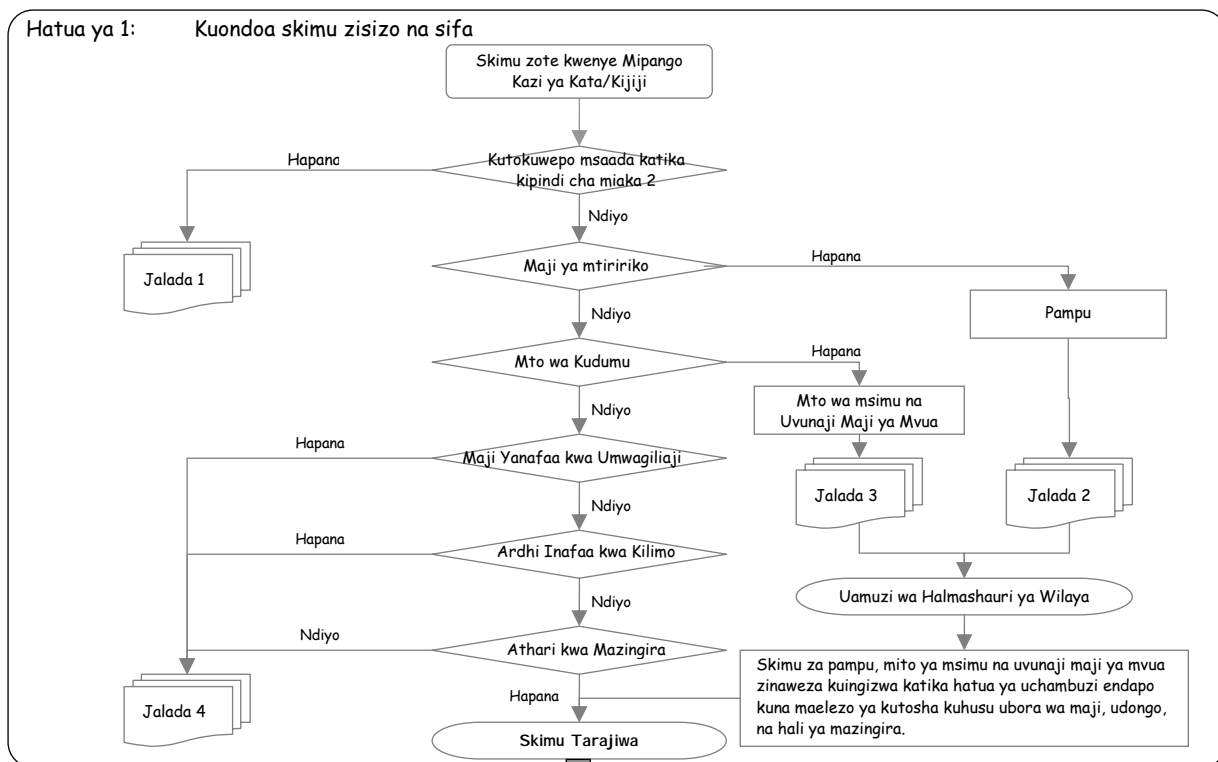 Hatua ya 1: Kuondoa skimu zisizo na sifa
Skimu zote kwenye Mipango
Kazi ya Kata/Kijiji
Hapana
Kutokuwepo msaada katika
kipindi cha miaka 2
Ndiyo
Jalada 1
Maji ya mtiririko
Hapana
Pampu
Ndiyo
Mto wa Kudumu
Hapana
Mto wa msimu na
Uvunaji Maji ya Mvua
Ndiyo
Hapana
Maji Yanafaa kwa Umwagiliaji
Jalada 3
Jalada 2
Ndiyo
Hapana
Ardhi Inafaa kwa Kilimo
Uamuzi wa Halmashauri ya Wilaya
Ndiyo
Ndiyo
Athari kwa Mazingira
Skimu za pampu, mito ya msimu na uvunaji maji ya mvua
zinaweza kuingizwa katika hatua ya uchambuzi endapo
kuna maelezo ya kutosha kuhusu ubora wa maji, udongo,
na hali ya mazingira.
Hapana
Jalada 4
Skimu Tarajiwa